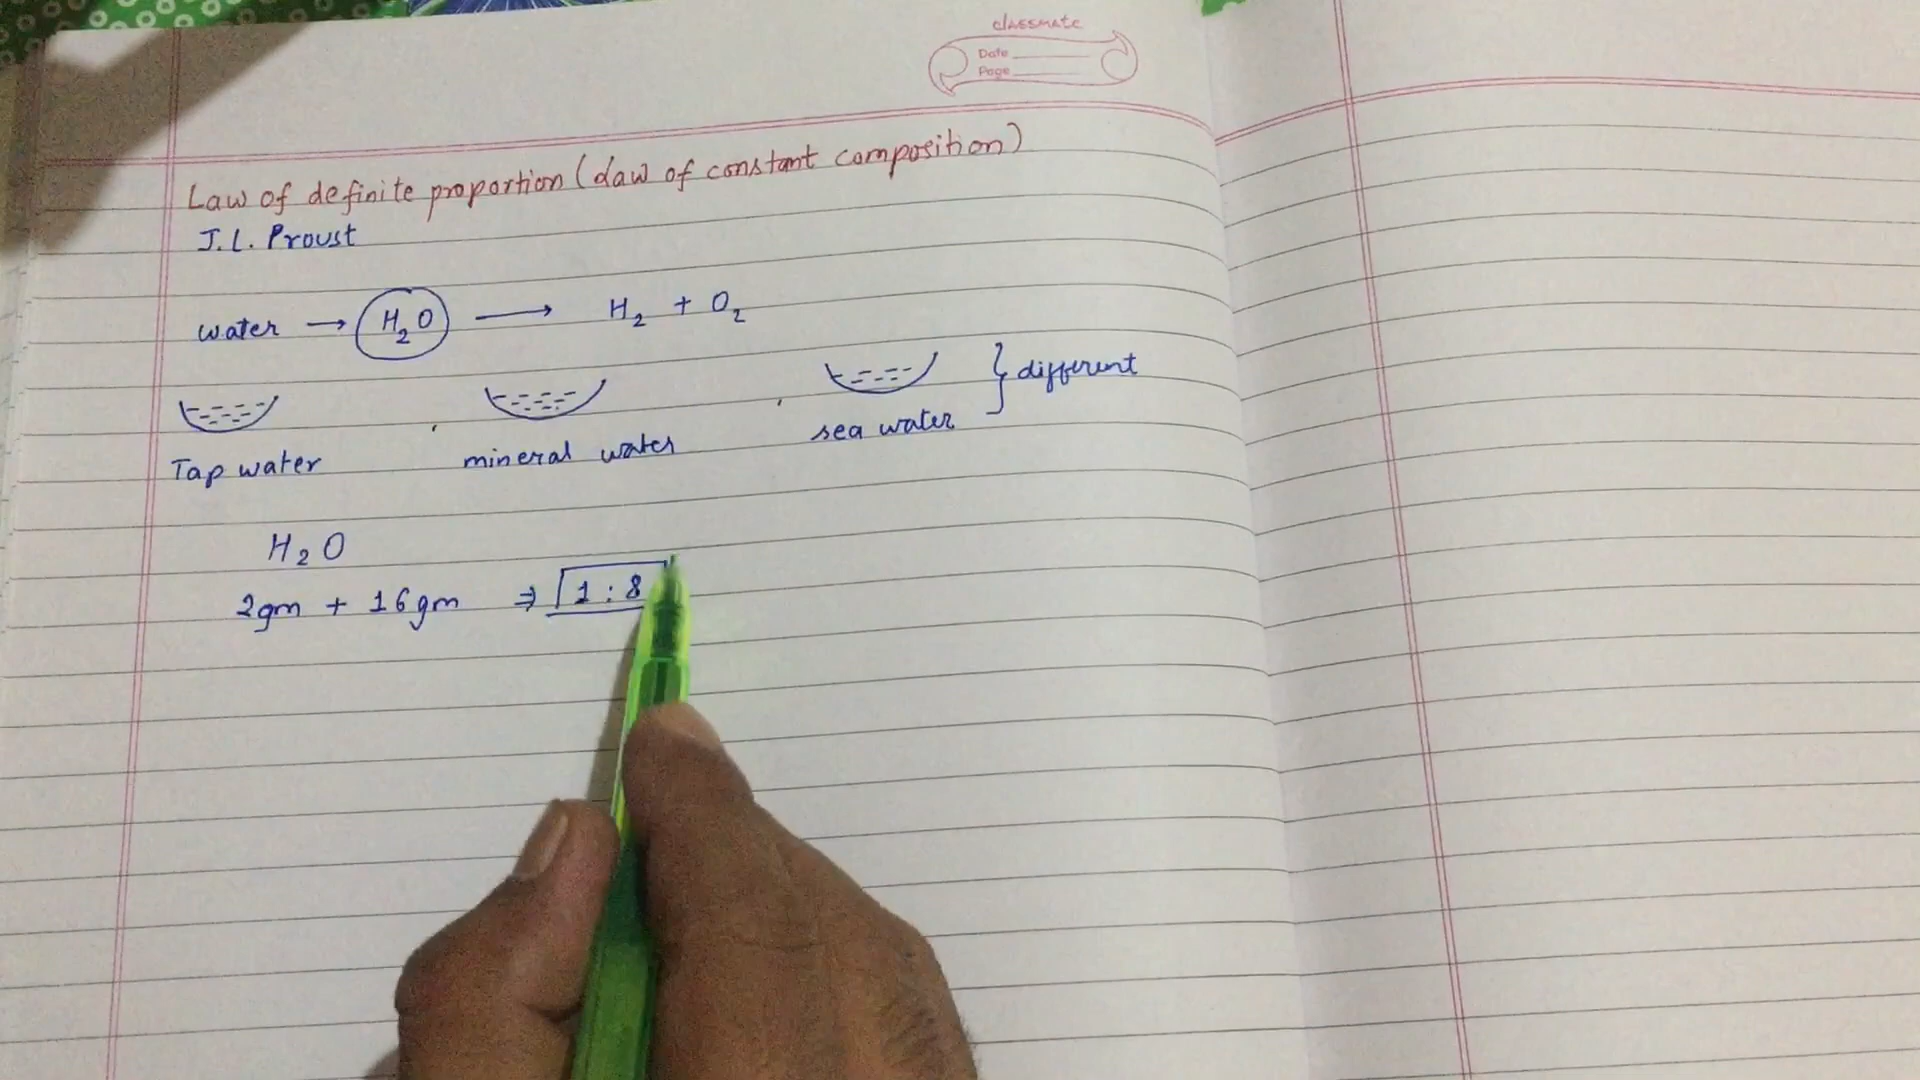 classmate
Date
Page
Law of definite proportion (Law of constant composition)
J.L. Proust
water → H₂O → H₂ + O₂
} different
Tap water , mineral water , sea water
H₂O
2gm + 16gm ⇒ 1 : 8